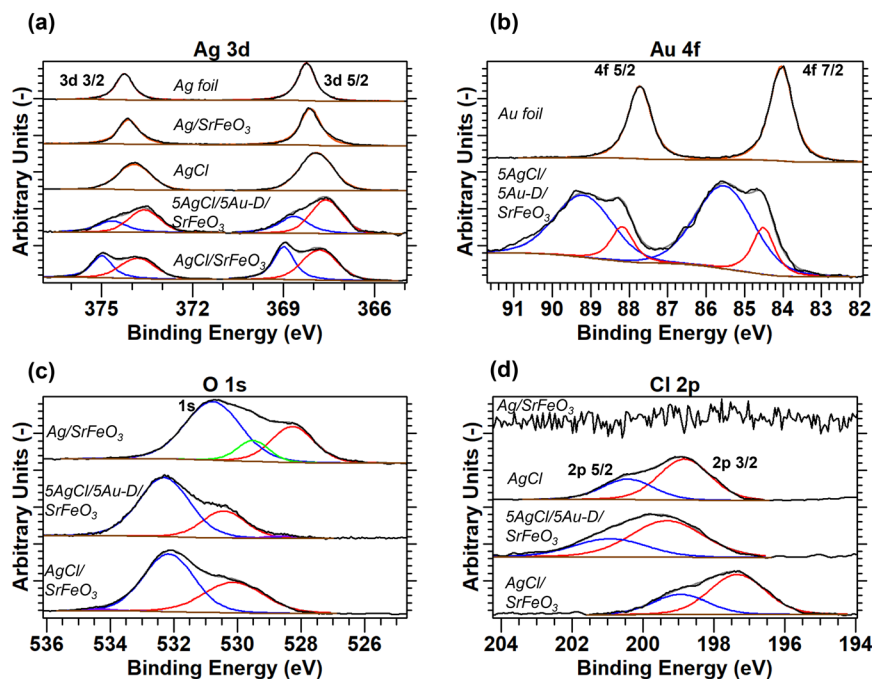 (a)
Ag 3d
3d 3/2
3d 5/2
Ag foil
Ag/SrFeO3
AgCl
5AgCl/5Au-D/
SrFeO3
AgCl/SrFeO3
Arbitrary Units (-)
375 372 369 366
Binding Energy (eV)
(b)
Au 4f
4f 5/2
4f 7/2
Au foil
5AgCl/
5Au-D/
SrFeO3
Arbitrary Units (-)
91 90 89 88 87 86 85 84 83 82
Binding Energy (eV)
(c)
O 1s
1s
Ag/SrFeO3
5AgCl/5Au-D/
SrFeO3
AgCl/
SrFeO3
Arbitrary Units (-)
536 534 532 530 528 526
Binding Energy (eV)
(d)
Cl 2p
Ag/SrFeO3
2p 5/2
2p 3/2
AgCl
5AgCl/5Au-D/
SrFeO3
AgCl/
SrFeO3
Arbitrary Units (-)
204 202 200 198 196 194
Binding Energy (eV)